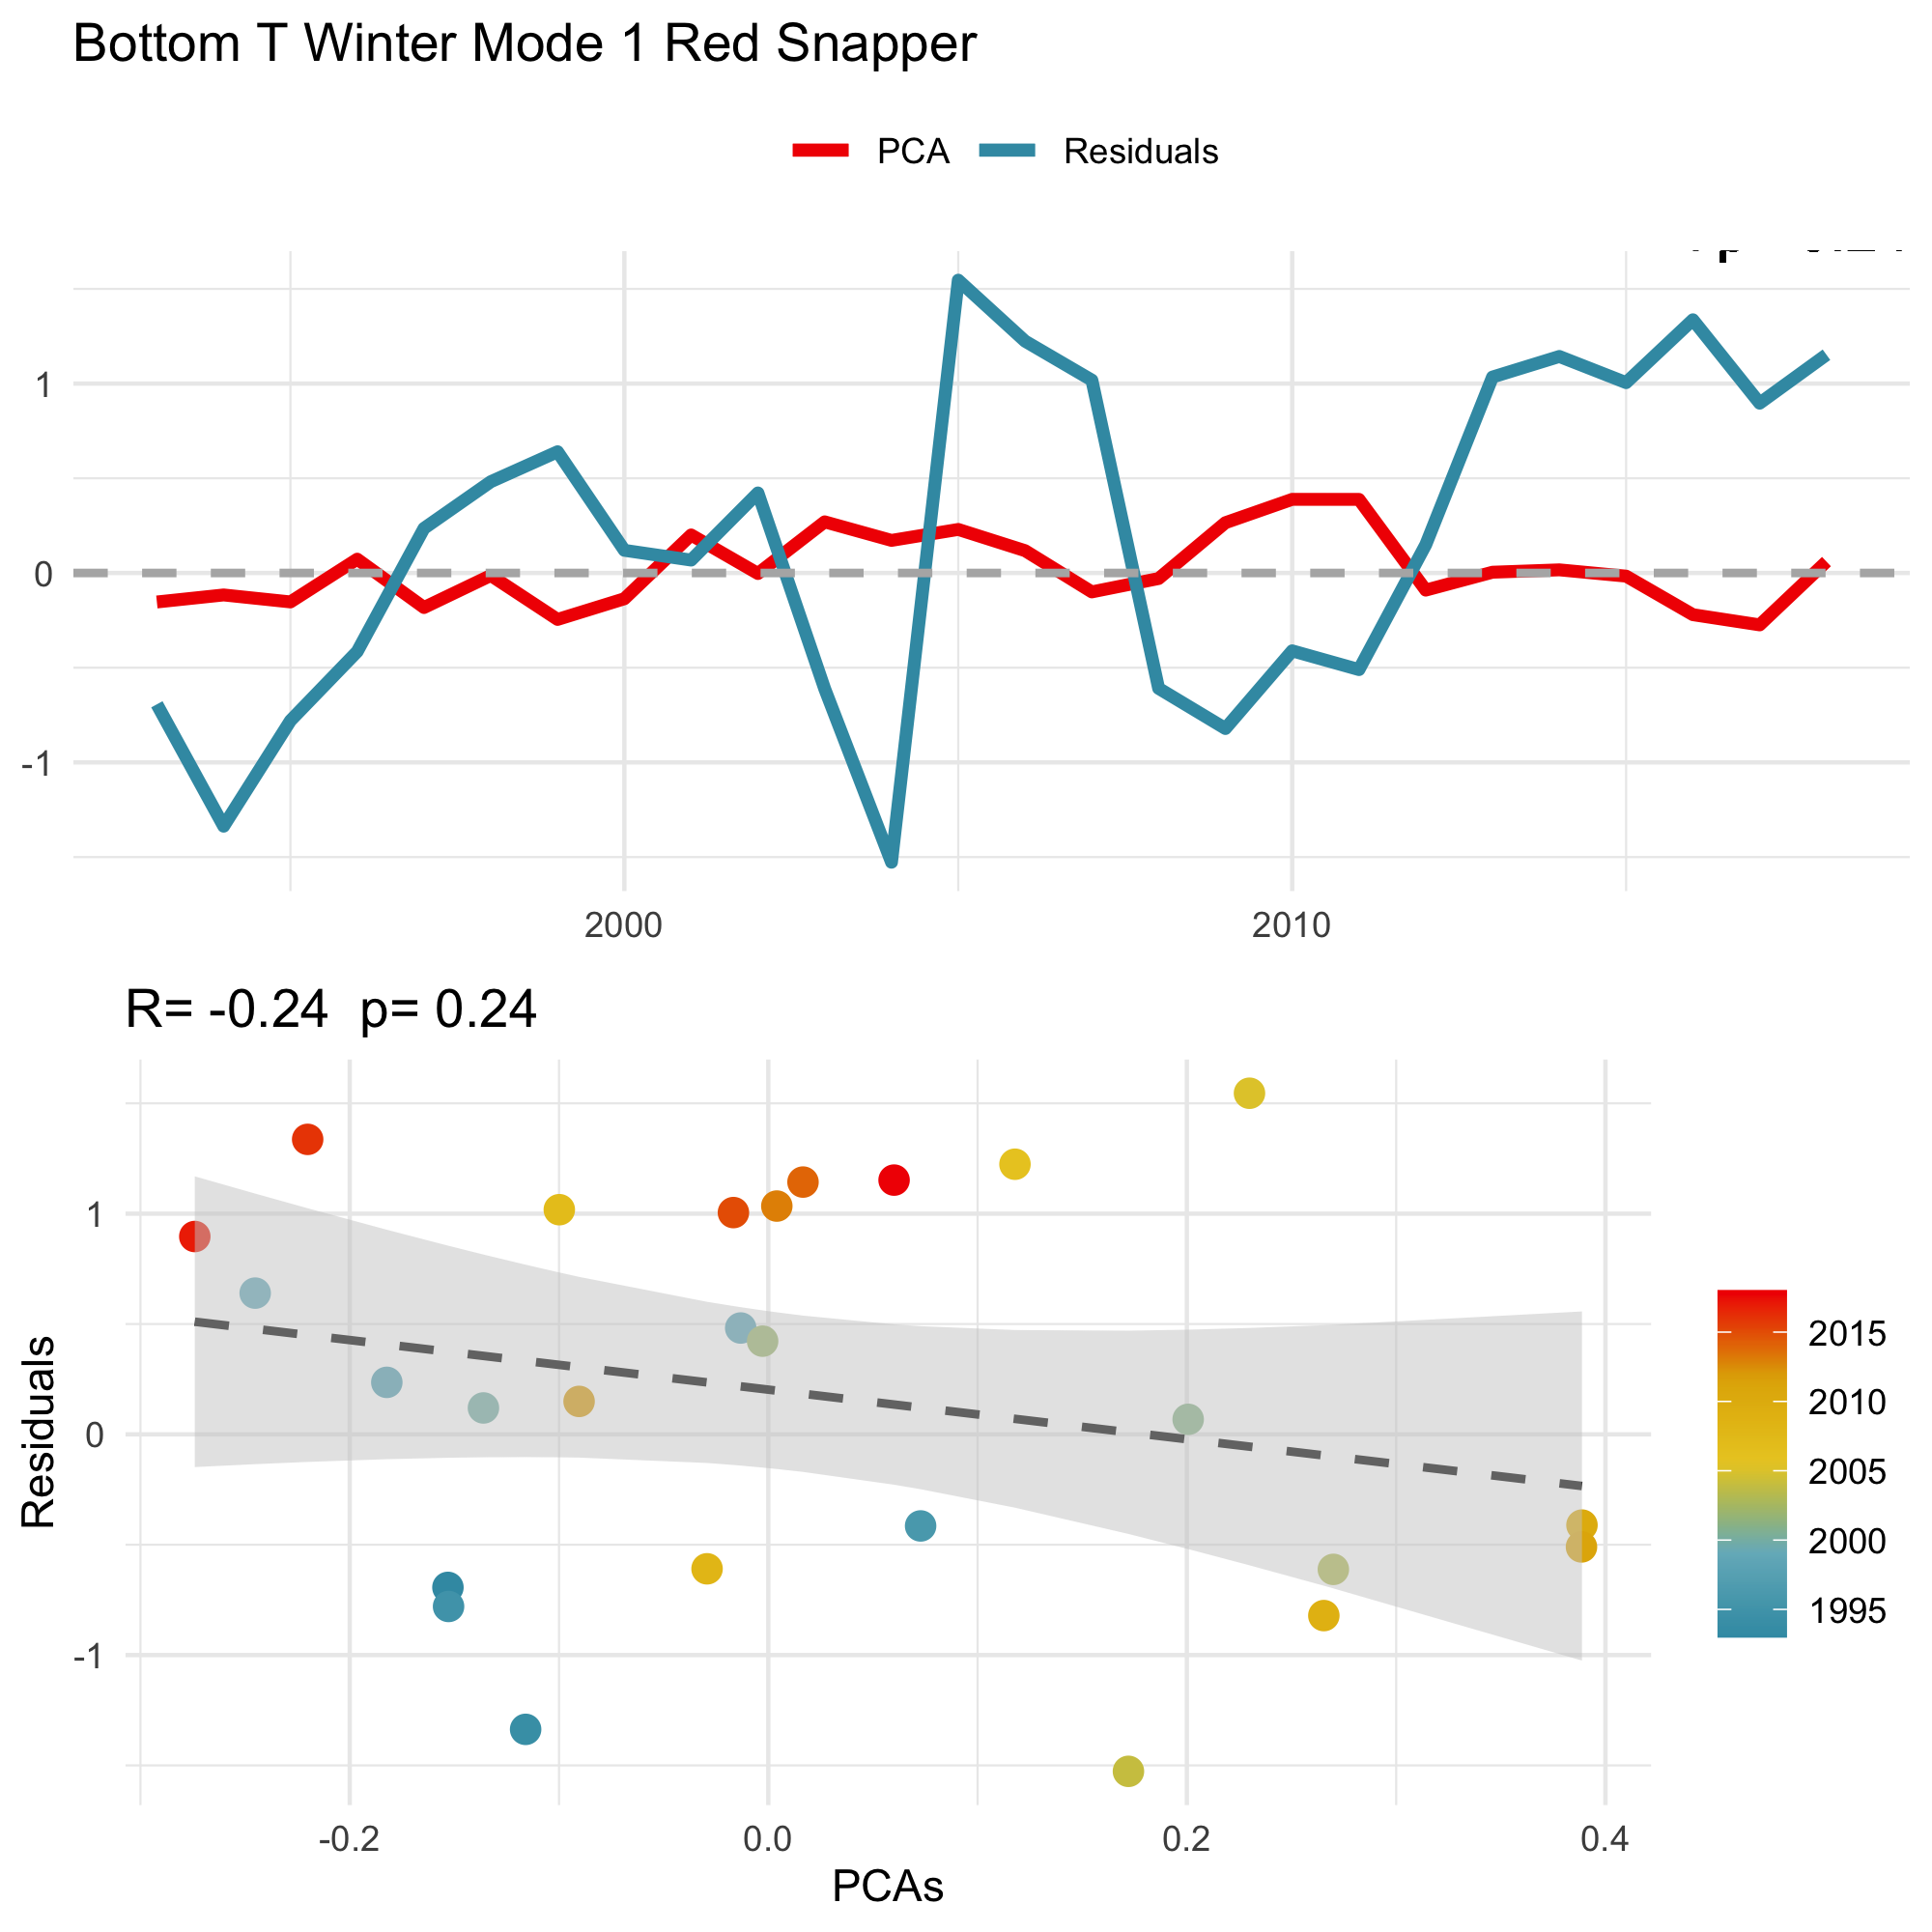 Bottom T Winter Mode 1 Red Snapper
PCA Residuals
1
0
-1
2000 2010
R= -0.24 p= 0.24
Residuals
1
0
-1
-0.2 0.0 0.2 0.4
PCAs
2015
2010
2005
2000
1995